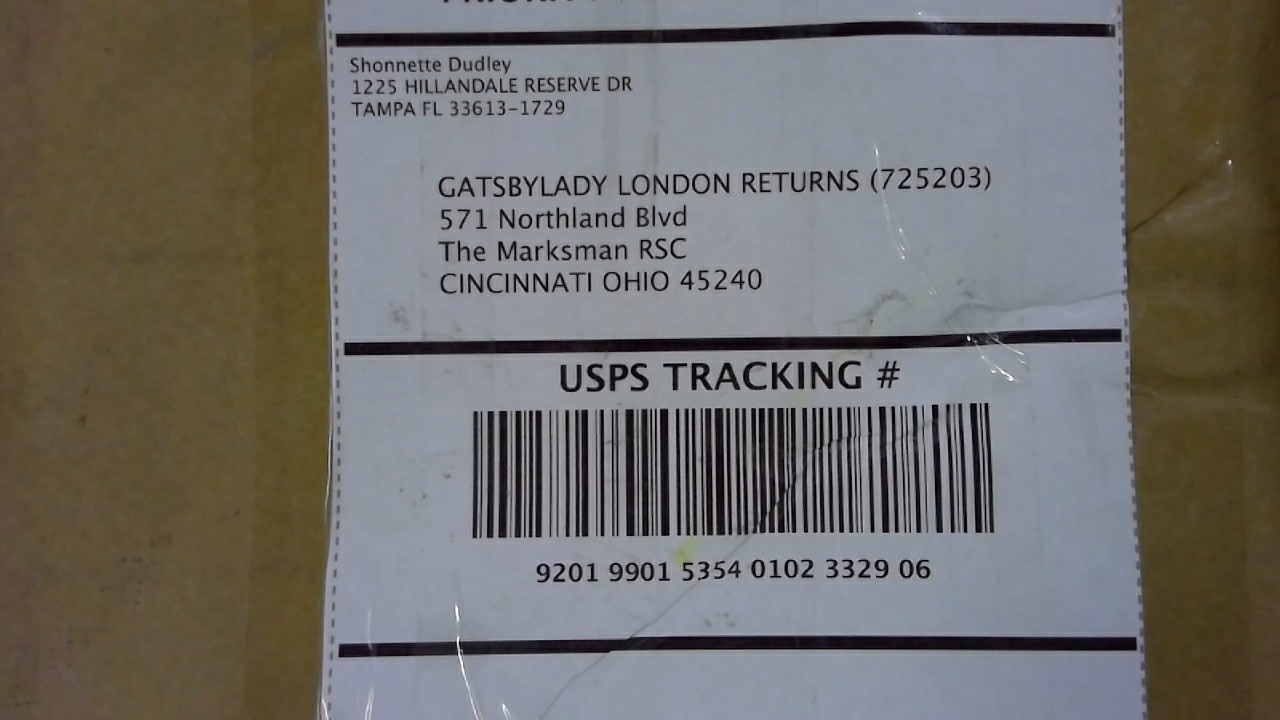 Shonnette Dudley
1225 HILLANDALE RESERVE DR
TAMPA FL 33613-1729
GATSBYLADY LONDON RETURNS (725203)
571 Northland Blvd
The Marksman RSC
CINCINNATI OHIO 45240
USPS TRACKING #
9201 9901 5354 0102 3329 06